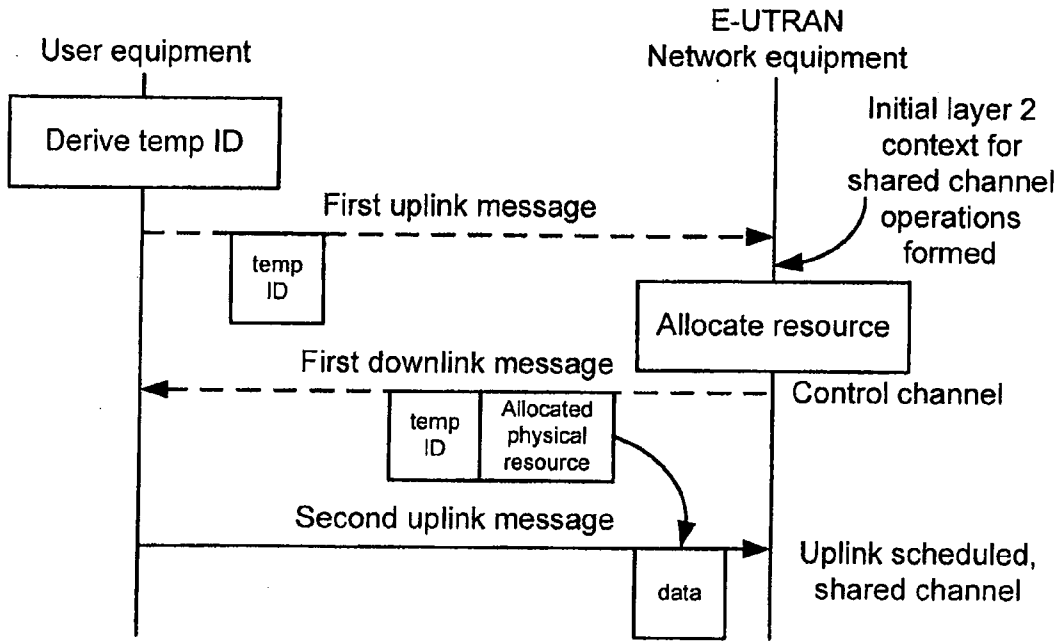 E-UTRAN
User equipment
Network equipment
Derive temp ID
Initial layer 2
context for
shared channel
operations
formed
First uplink message
temp
ID
Allocate resource
First downlink message
Control channel
temp
ID
Allocated
physical
resource
Second uplink message
Uplink scheduled,
shared channel
data